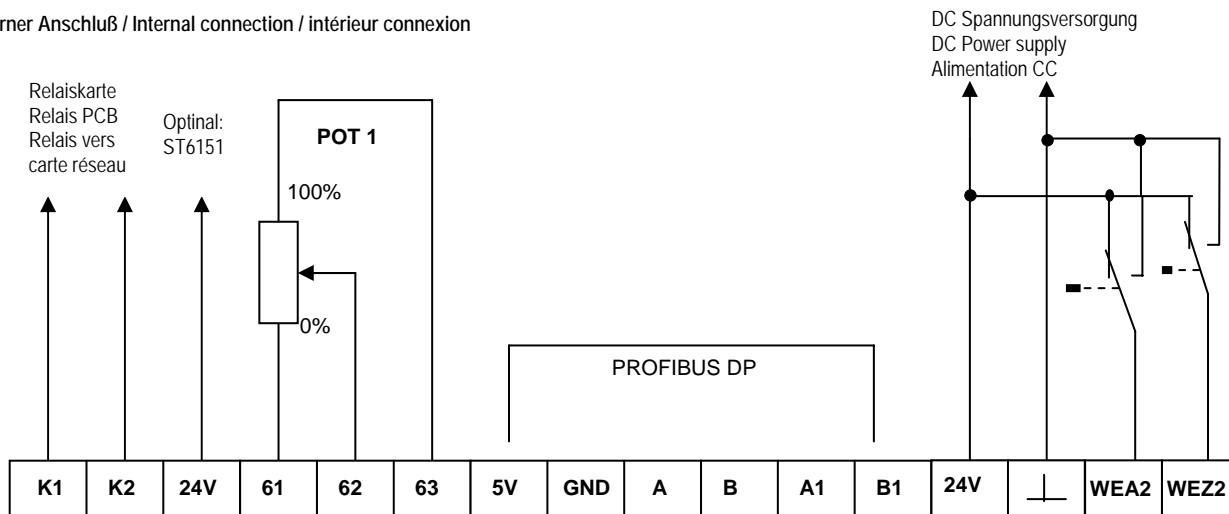 rner Anschluß / Internal connection / intérieur connexion
DC Spannungsversorgung
DC Power supply
Alimentation CC
Relaiskarte
Relais PCB
Relais vers
carte réseau
Optinal:
ST6151
POT 1
100%
0%
PROFIBUS DP
K1 K2 24V 61 62 63 5V GND A B A1 B1 24V WEA2 WEZ2